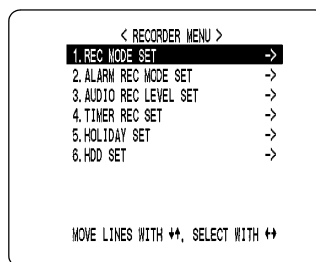 < RECORDER MENU >
1.REC MODE SET ->
2.ALARM REC MODE SET ->
3.AUDIO REC LEVEL SET ->
4.TIMER REC SET ->
5.HOLIDAY SET ->
6.HDD SET ->
MOVE LINES WITH ↓↑, SELECT WITH ←→